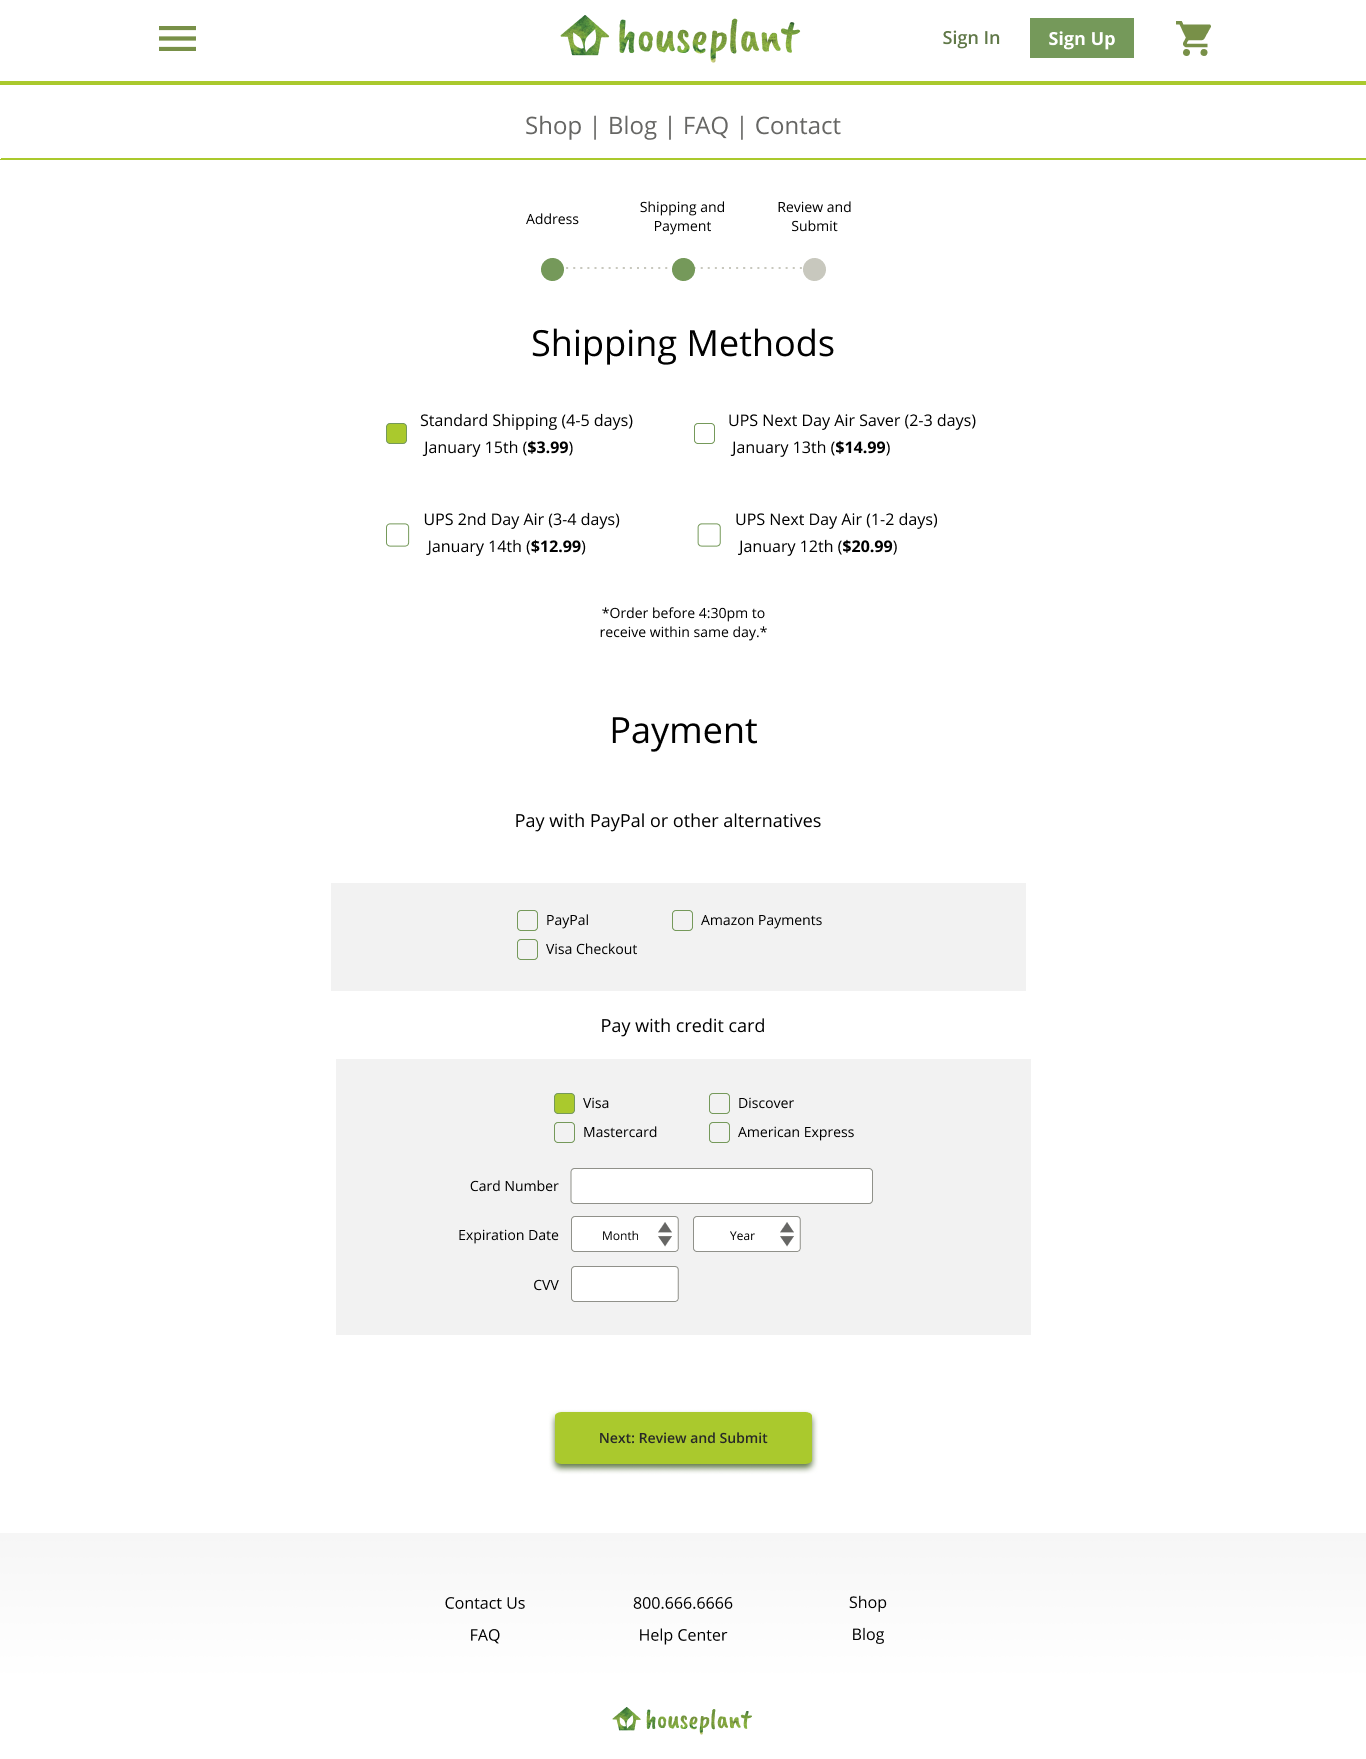 houseplant
Sign In
Sign Up
Shop | Blog | FAQ | Contact
Address
Shipping and
Payment
Review and
Submit
Shipping Methods
Standard Shipping (4-5 days)
January 15th ($3.99)
UPS Next Day Air Saver (2-3 days)
January 13th ($14.99)
UPS 2nd Day Air (3-4 days)
January 14th ($12.99)
UPS Next Day Air (1-2 days)
January 12th ($20.99)
*Order before 4:30pm to
receive within same day.*
Payment
Pay with PayPal or other alternatives
PayPal
Amazon Payments
Visa Checkout
Pay with credit card
Visa
Discover
Mastercard
American Express
Card Number
Expiration Date
Month
Year
CVV
Next: Review and Submit
Contact Us
800.666.6666
Shop
FAQ
Help Center
Blog
houseplant